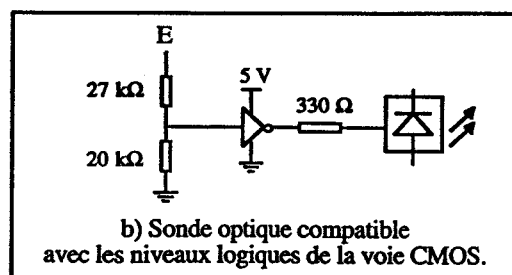 E
5 V
27 kΩ
330 Ω
20 kΩ
b) Sonde optique compatible
avec les niveaux logiques de la voie CMOS.